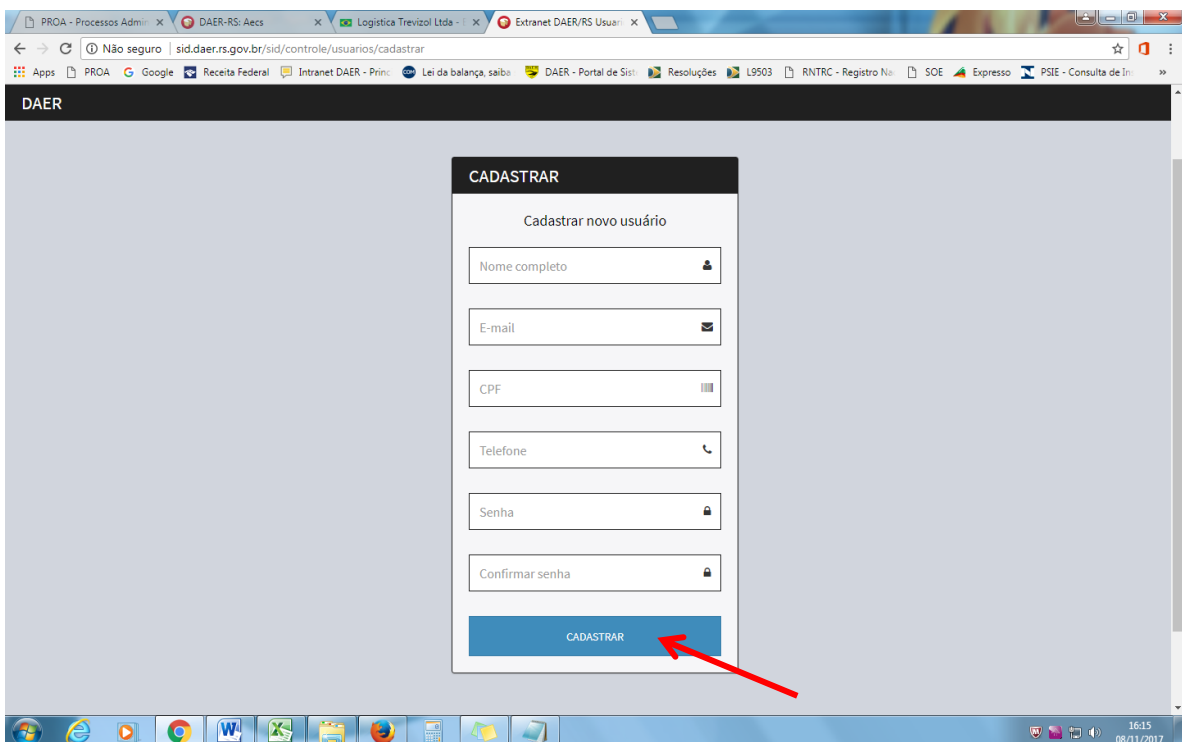 PROA - Processos Admin
DAER-RS: Aecs
Logistica Trevizol Ltda - E
Extranet DAER/RS Usuari
Não seguro | sid.daer.rs.gov.br/sid/controle/usuarios/cadastrar
Apps PROA Google Receita Federal Intranet DAER - Princ Lei da balança, saiba DAER - Portal de Sist Resoluções L9503 RNTRC - Registro Na SOE Expresso PSIE - Consulta de In »
DAER
CADASTRAR
Cadastrar novo usuário
Nome completo
E-mail
CPF
Telefone
Senha
Confirmar senha
CADASTRAR
16:15
08/11/2017